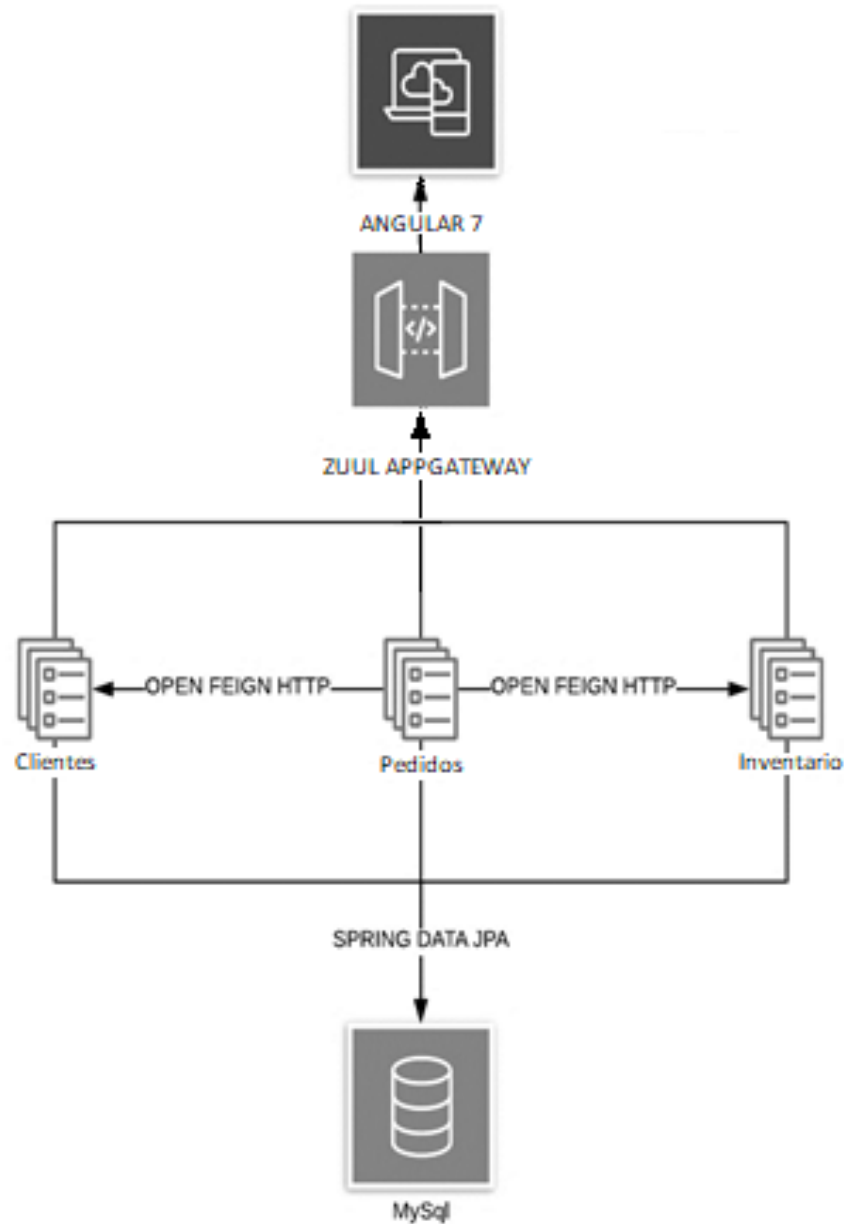 ANGULAR 7
</>
ZUUL APPGATEWAY
OPEN FEIGN HTTP
OPEN FEIGN HTTP
Clientes
Pedidos
Inventario
SPRING DATA JPA
MySql